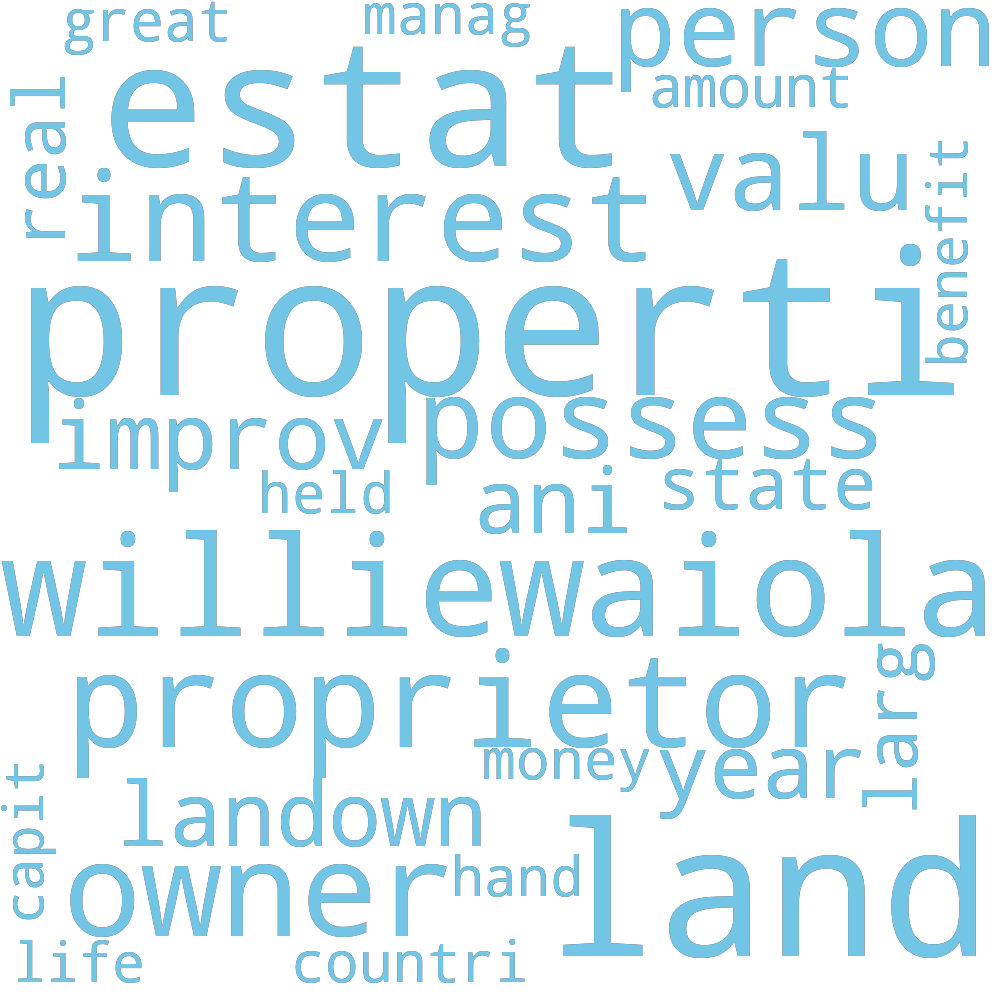 great
manag
person
estat
amount
real
valu
interest
benefit
properti
possess
improv
held
ani
state
williewaiola
proprietor
larg
money
year
capit
landown
owner
hand
land
life
countri